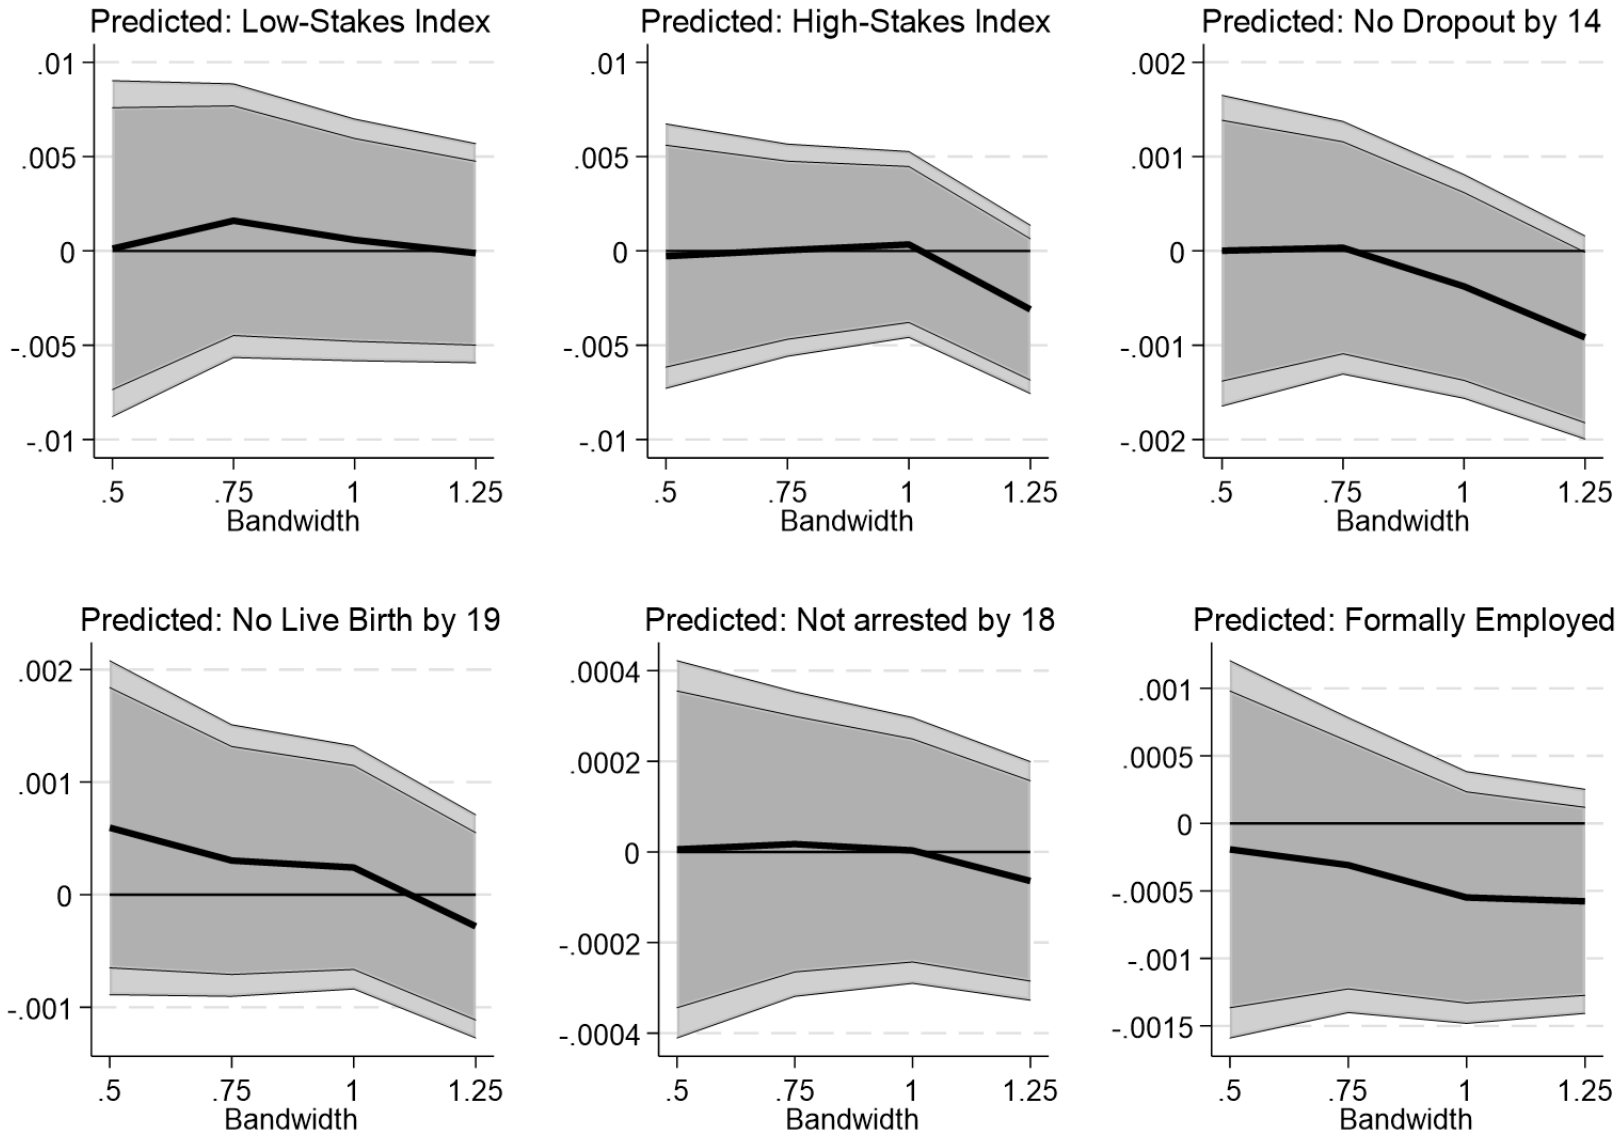 Predicted: Low-Stakes Index
.01
.005
0
-.005
-.01
.5 .75 1 1.25
Bandwidth
Predicted: High-Stakes Index
.01
.005
0
-.005
-.01
.5 .75 1 1.25
Bandwidth
Predicted: No Dropout by 14
.002
.001
0
-.001
-.002
.5 .75 1 1.25
Bandwidth
Predicted: No Live Birth by 19
.002
.001
0
-.001
.5 .75 1 1.25
Bandwidth
Predicted: Not arrested by 18
.0004
.0002
0
-.0002
-.0004
.5 .75 1 1.25
Bandwidth
Predicted: Formally Employed
.001
.0005
0
-.0005
-.001
-.0015
.5 .75 1 1.25
Bandwidth